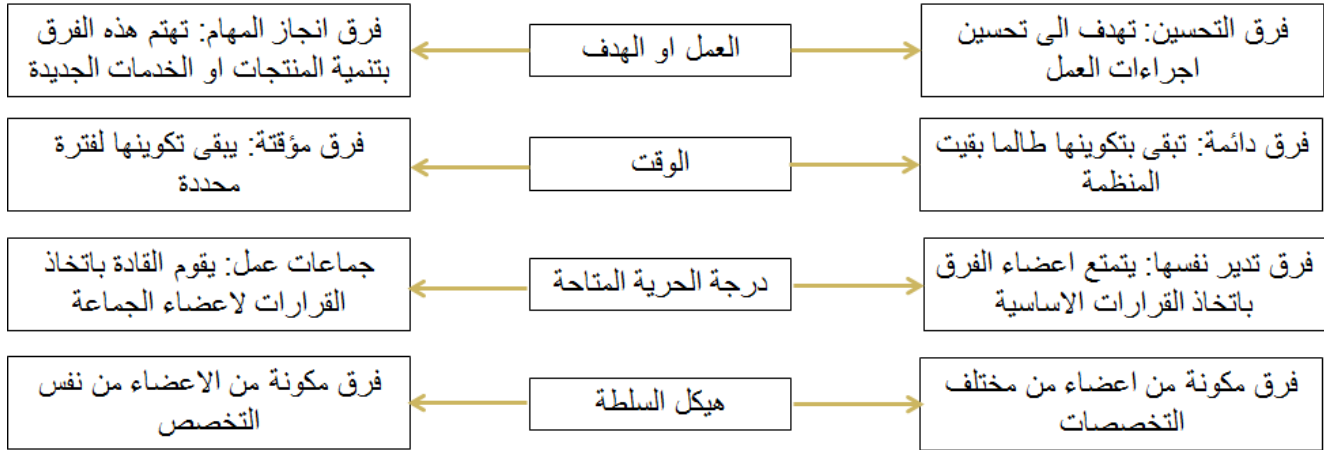 فرق التحسين: تهدف الى تحسين
اجراءات العمل
العمل او الهدف
فرق انجاز المهام: تهتم هذه الفرق
بتنمية المنتجات او الخدمات الجديدة
فرق دائمة: تبقى بتكوينها طالما بقيت
المنظمة
الوقت
فرق مؤقتة: يبقى تكوينها لفترة
محددة
فرق تدير نفسها: يتمتع اعضاء الفرق
باتخاذ القرارات الاساسية
درجة الحرية المتاحة
جماعات عمل: يقوم القادة باتخاذ
القرارات لاعضاء الجماعة
فرق مكونة من اعضاء من مختلف
التخصصات
هيكل السلطة
فرق مكونة من الاعضاء من نفس
التخصص